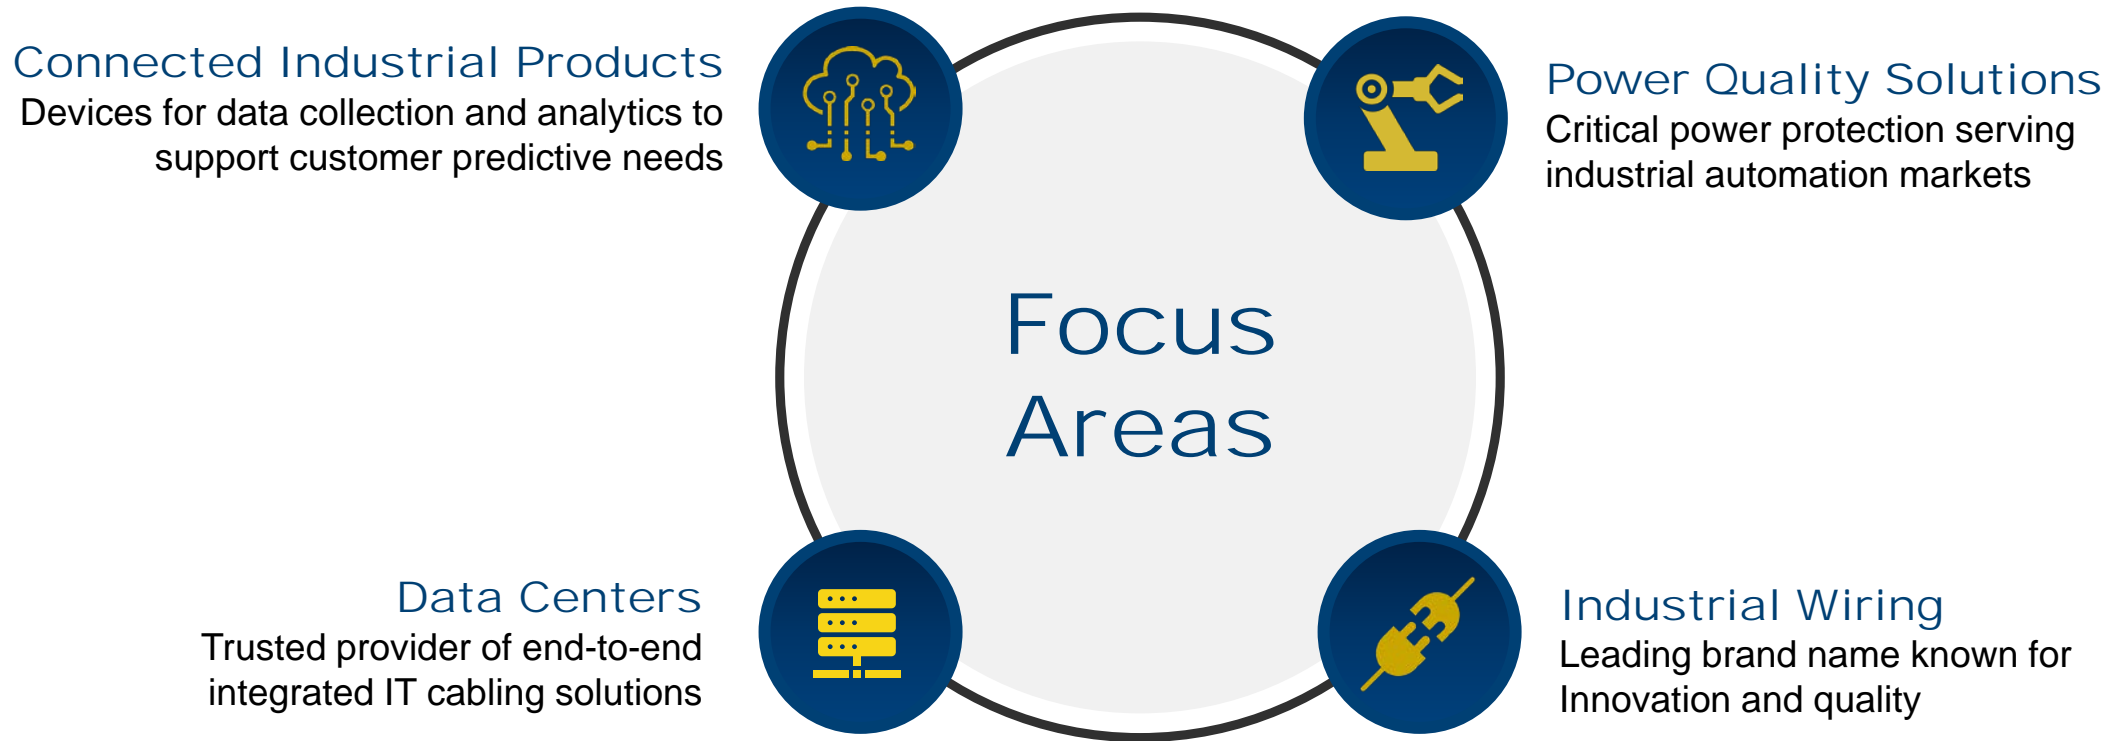 Connected Industrial Products
Devices for data collection and analytics to
support customer predictive needs
Power Quality Solutions
Critical power protection serving
industrial automation markets
Focus
Areas
Data Centers
Trusted provider of end-to-end
integrated IT cabling solutions
Industrial Wiring
Leading brand name known for
Innovation and quality